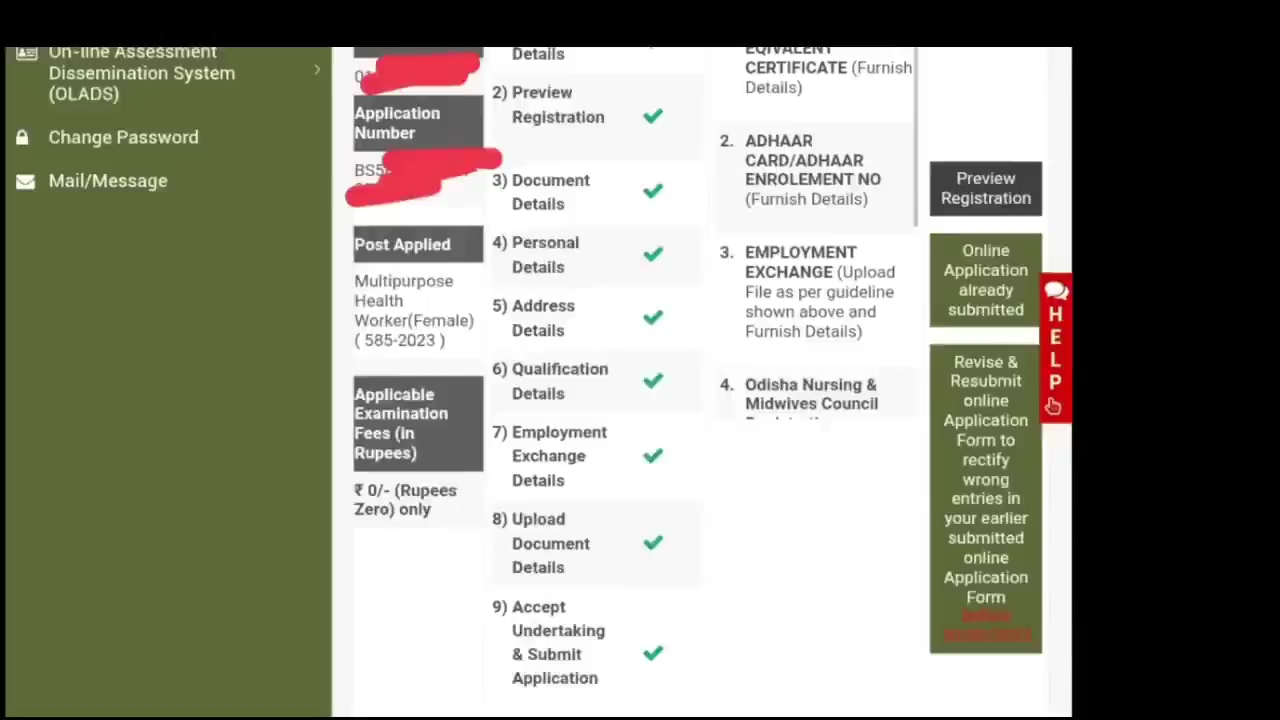 On-line Assessment
Dissemination System
(OLADS)
Change Password
Mail/Message
Application
Number
Post Applied
Multipurpose
Health
Worker(Female)
( 585-2023 )
Applicable
Examination
Fees (in
Rupees)
₹ 0/- (Rupees
Zero) only
Details
2) Preview
Registration
3) Document
Details
4) Personal
Details
5) Address
Details
6) Qualification
Details
7) Employment
Exchange
Details
8) Upload
Document
Details
9) Accept
Undertaking
& Submit
Application
EQIVALENT
CERTIFICATE (Furnish
Details)
2. ADHAAR
CARD/ADHAAR
ENROLEMENT NO
(Furnish Details)
3. EMPLOYMENT
EXCHANGE (Upload
File as per guideline
shown above and
Furnish Details)
4. Odisha Nursing &
Midwives Council
Preview
Registration
Online
Application
already
submitted
Revise &
Resubmit
online
Application
Form to
rectify
wrong
entries in
your earlier
submitted
online
Application
Form
HELP